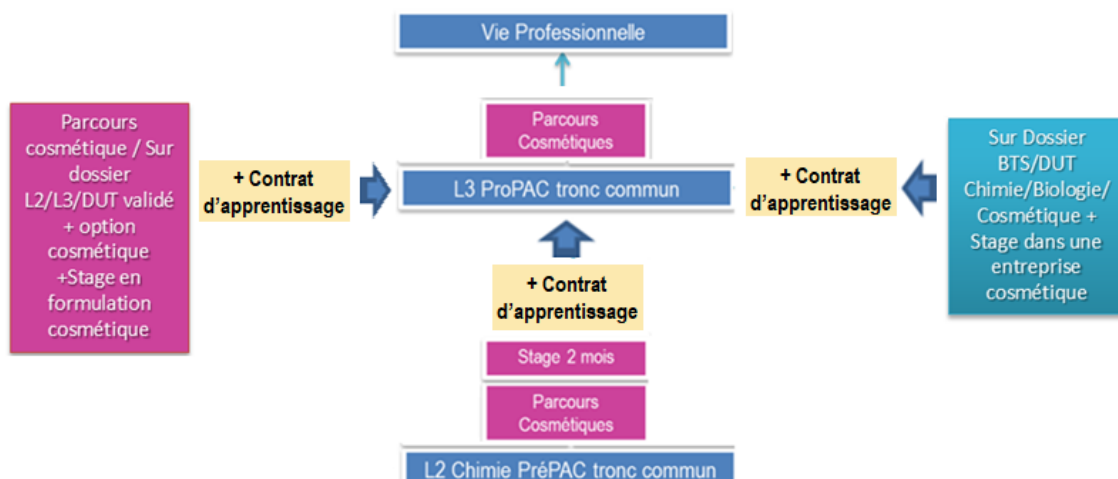 Vie Professionnelle
Parcours
Cosmétiques
L3 ProPAC tronc commun
Parcours
cosmétique / Sur
dossier
L2/L3/DUT validé
+ option
cosmétique
+Stage en
formulation
cosmétique
+ Contrat
d'apprentissage
+ Contrat
d'apprentissage
Sur Dossier
BTS/DUT
Chimie/Biologie/
Cosmétique +
Stage dans une
entreprise
cosmétique
+ Contrat
d'apprentissage
Stage 2 mois
Parcours
Cosmétiques
L2 Chimie PréPAC tronc commun